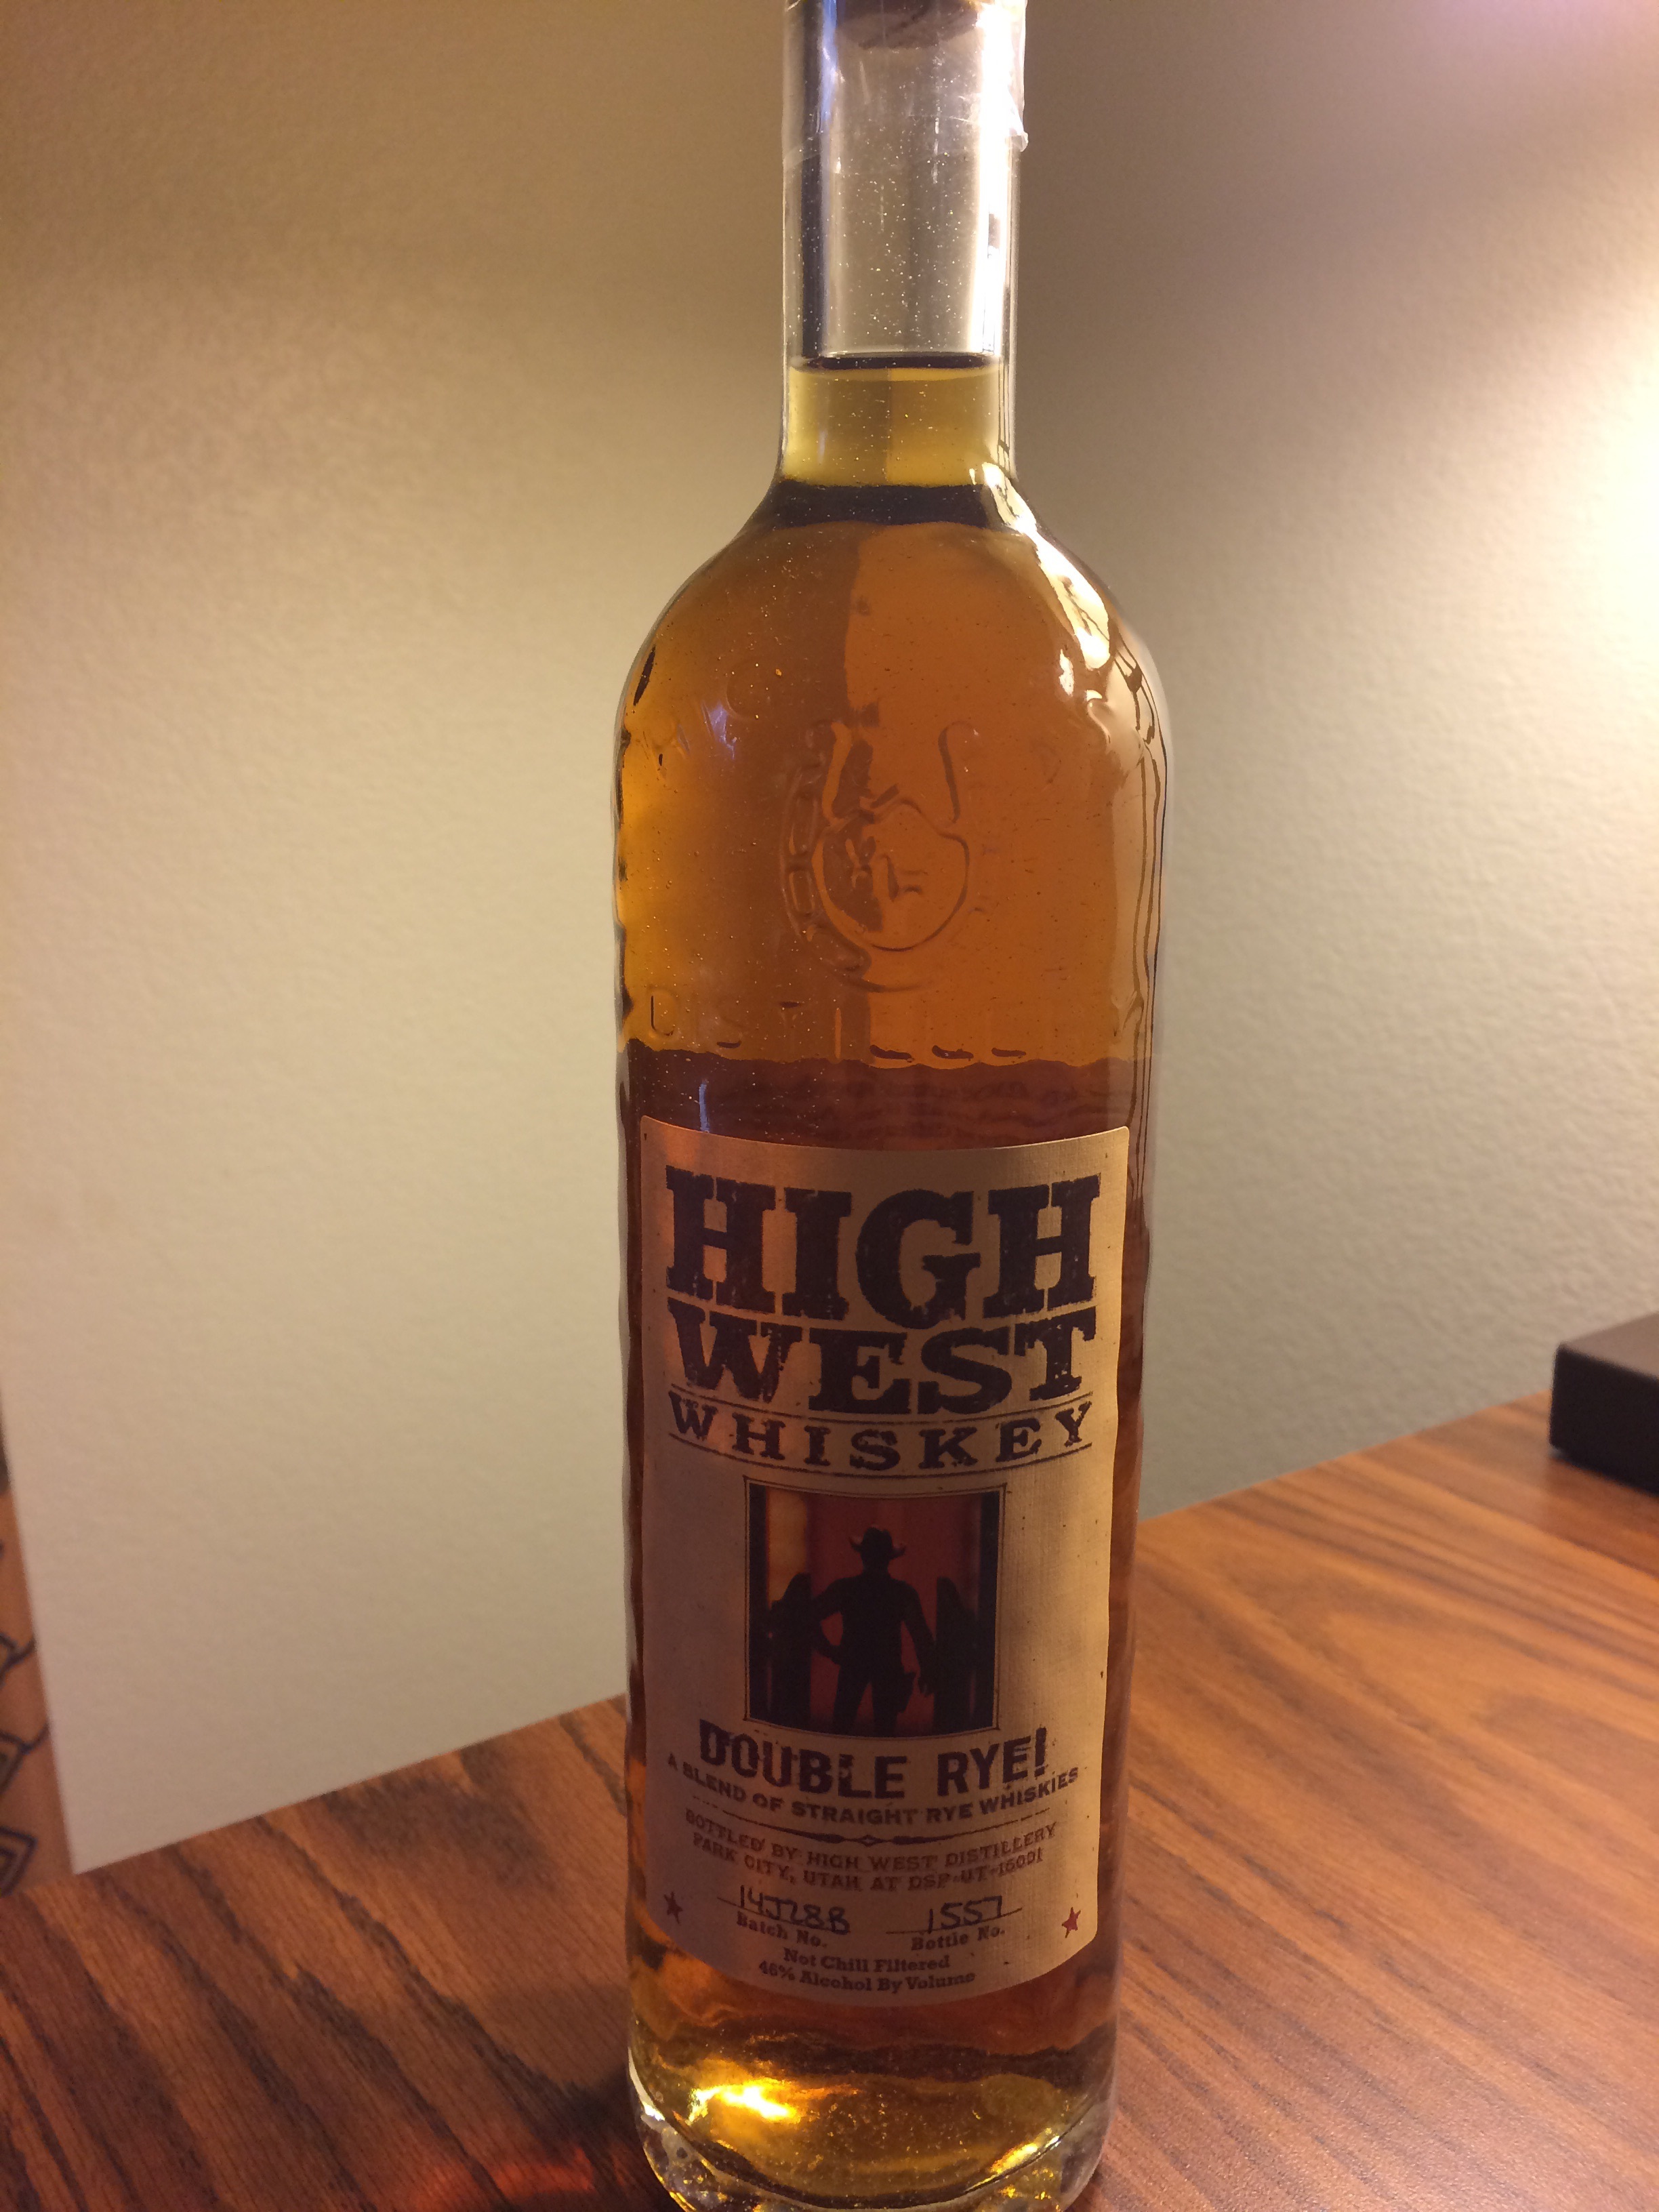 HIGH
WEST
WHISKEY
DOUBLE RYE!
A BLEND OF STRAIGHT RYE WHISKIES
BOTTLED BY HIGH WEST DISTILLERY
PARK CITY, UTAH AT DSP-UT-15001
14J28B 1557
Batch No. Bottle No.
Not Chill Filtered
46% Alcohol By Volume